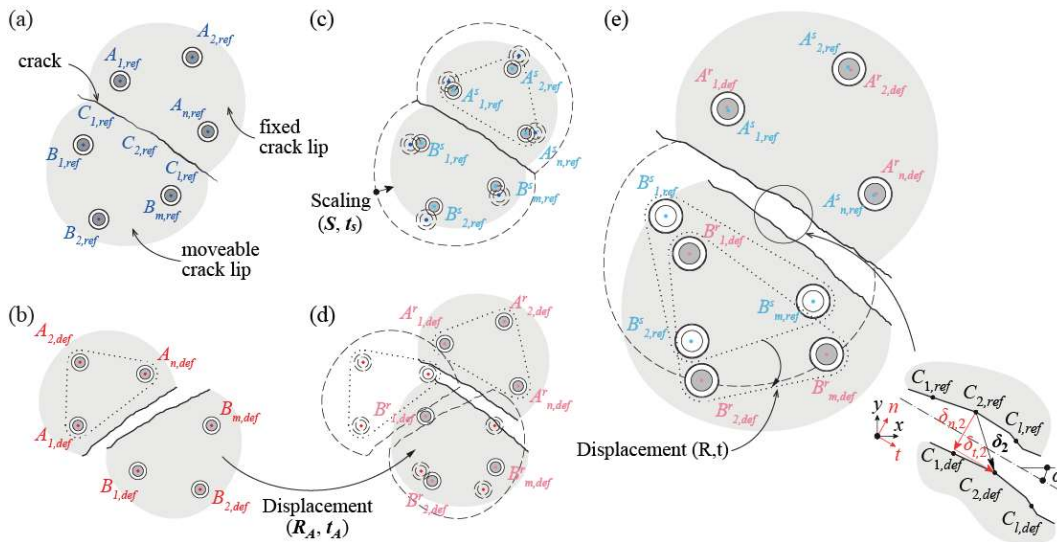 (a)
A1,ref
A2,ref
crack
C1,ref
An,ref
C2,ref
fixed
crack lip
B1,ref
Cl,ref
Bm,ref
B2,ref
moveable
crack lip
(b)
A2,def
An,def
A1,def
Bm,def
B1,def
B2,def
(c)
As1,ref
As2,ref
Asn,ref
Bs1,ref
Bsm,ref
Bs2,ref
Scaling
(S, ts)
(d)
Ar1,def
Ar2,def
Arn,def
Br1,def
Brm,def
Br2,def
Displacement
(RA, tA)
(e)
As2,ref
Ar2,def
Ar1,def
As1,ref
Arn,def
Asn,ref
Bs1,ref
Br1,def
Bsm,ref
Bs2,ref
Brm,def
Br2,def
Displacement (R,t)
C1,ref
C2,ref
Cl,ref
y
n
x
t
δn,2
δt,2
δ2
C1,def
C2,def
Cl,def